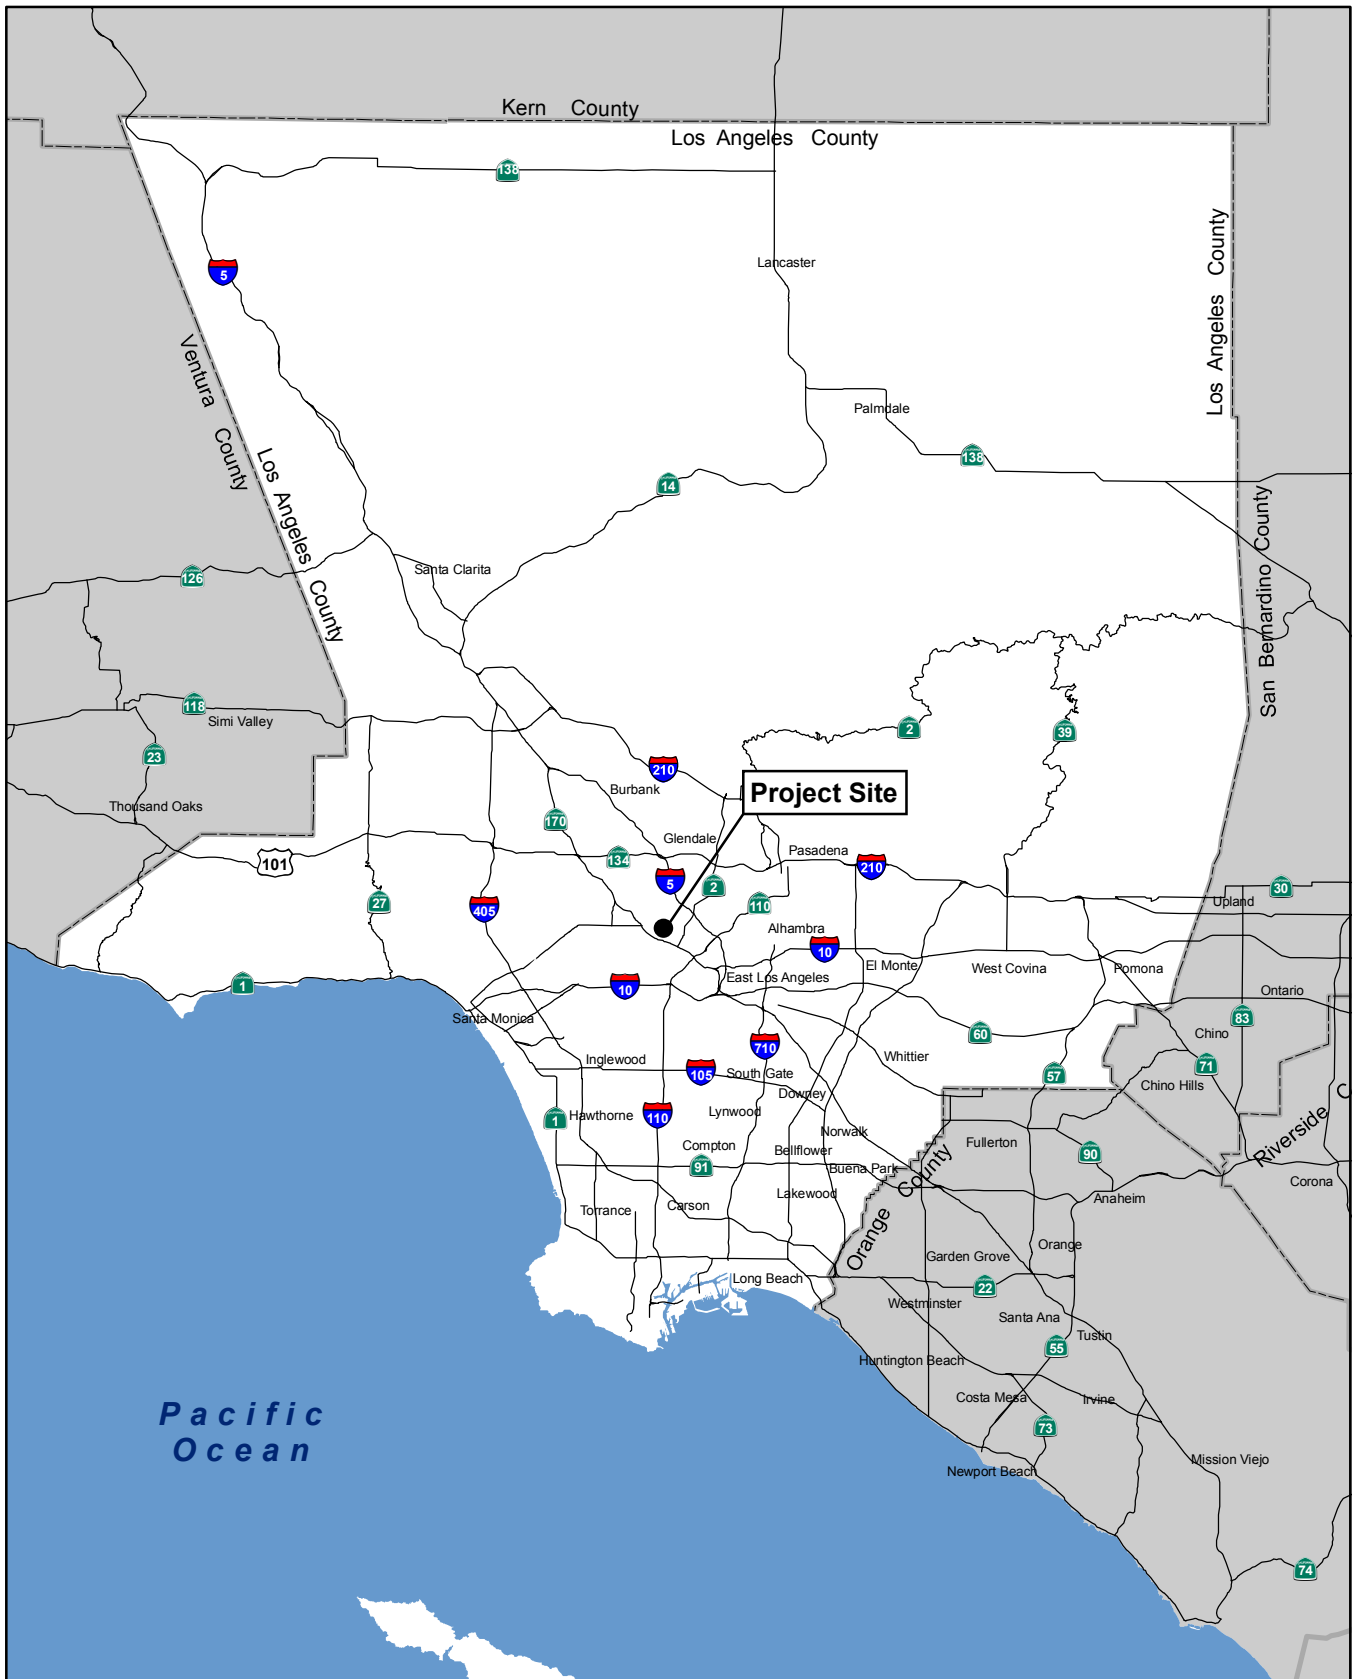 Kern County
Los Angeles County
138
Los Angeles County
5
Lancaster
Ventura County
Palmdale
Los Angeles County
138
14
San Bernardino County
Santa Clarita
126
118
Simi Valley
2
39
23
210
Project Site
Burbank
Thousand Oaks
170
Glendale
134
Pasadena
101
210
5
2
30
27
405
110
Upland
Alhambra
10
El Monte
West Covina
Pomona
East Los Angeles
1
10
Ontario
Santa Monica
83
60
Chino
710
Inglewood
Whittier
71
105
South Gate
57
Chino Hills
Downey
1
Hawthorne
110
Lynwood
Riverside C
Norwalk
Fullerton
Compton
Bellflower
90
91
Buena Park
Corona
Lakewood
Anaheim
Orange County
Torrance
Carson
Orange
Garden Grove
Long Beach
22
Westminster
Santa Ana
Tustin
55
Huntington Beach
Costa Mesa
Irvine
Pacific
Ocean
73
Mission Viejo
Newport Beach
74